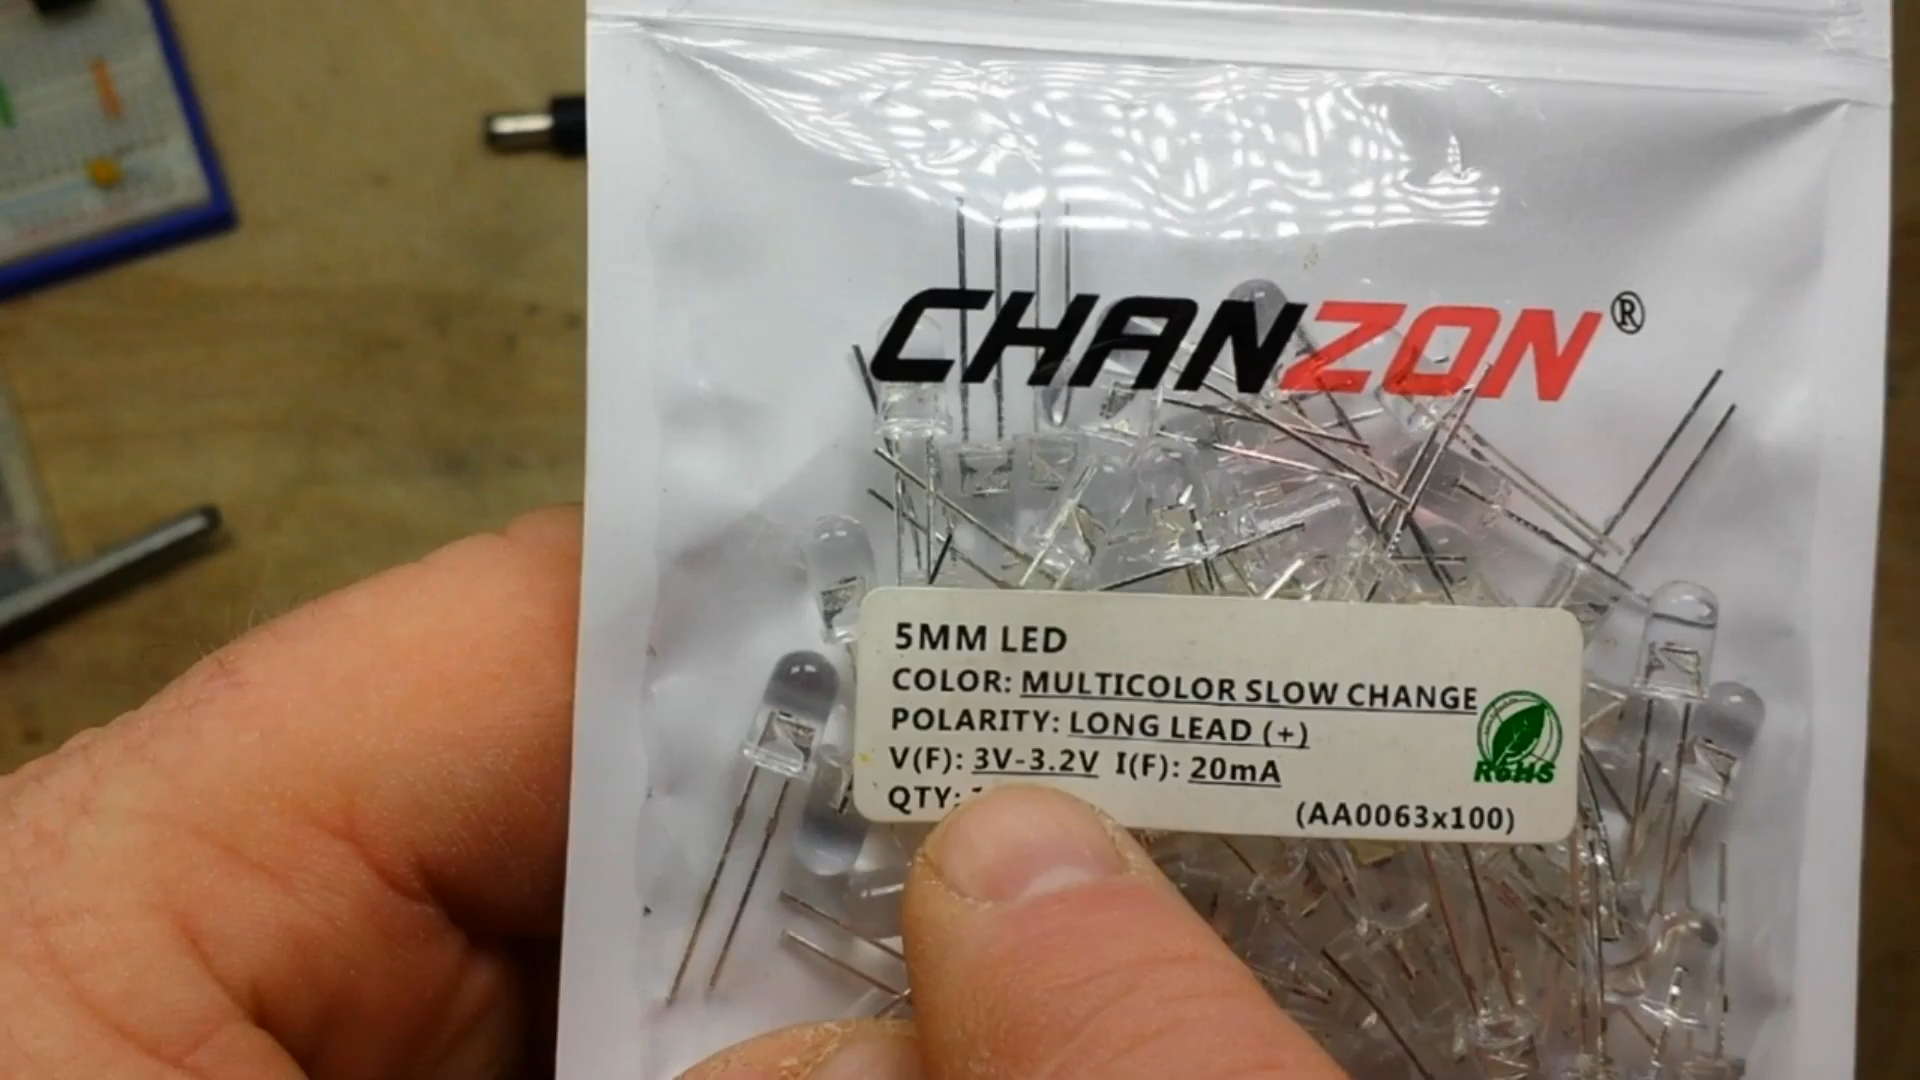 CHANZON®
5MM LED
COLOR: MULTICOLOR SLOW CHANGE
POLARITY: LONG LEAD (+)
V(F): 3V-3.2V I(F): 20mA
RoHS
QTY:
(AA0063x100)